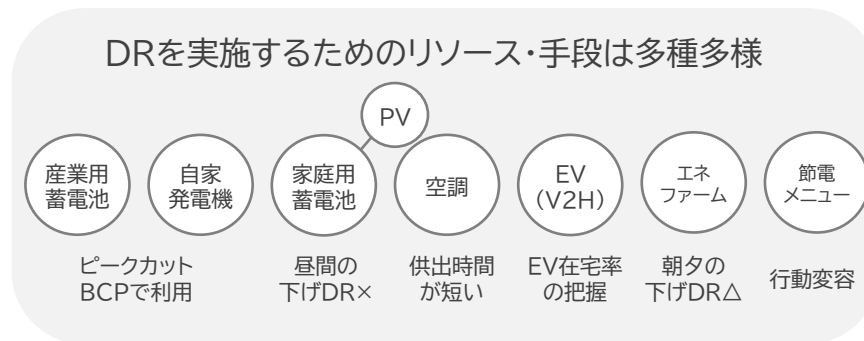 DRを実施するためのリソース・手段は多種多様
PV
産業用
蓄電池
自家
発電機
家庭用
蓄電池
空調
EV
(V2H)
エネ
ファーム
節電
メニュー
ピークカット
BCPで利用
昼間の
下げDR×
供出時間
が短い
EV在宅率
の把握
朝夕の
下げDR△
行動変容